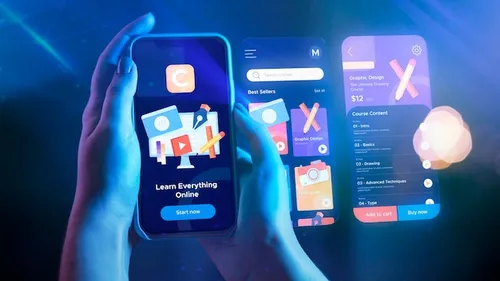 C
Learn Everything
Online
Start now
M
Best Sellers
See all
Graphic Design
Graphic Design
$12
Course Content
01 - Intro
02 - Basics
03 - Drawing
03 - Advanced Techniques
04 - Type
Add to cart
Buy now